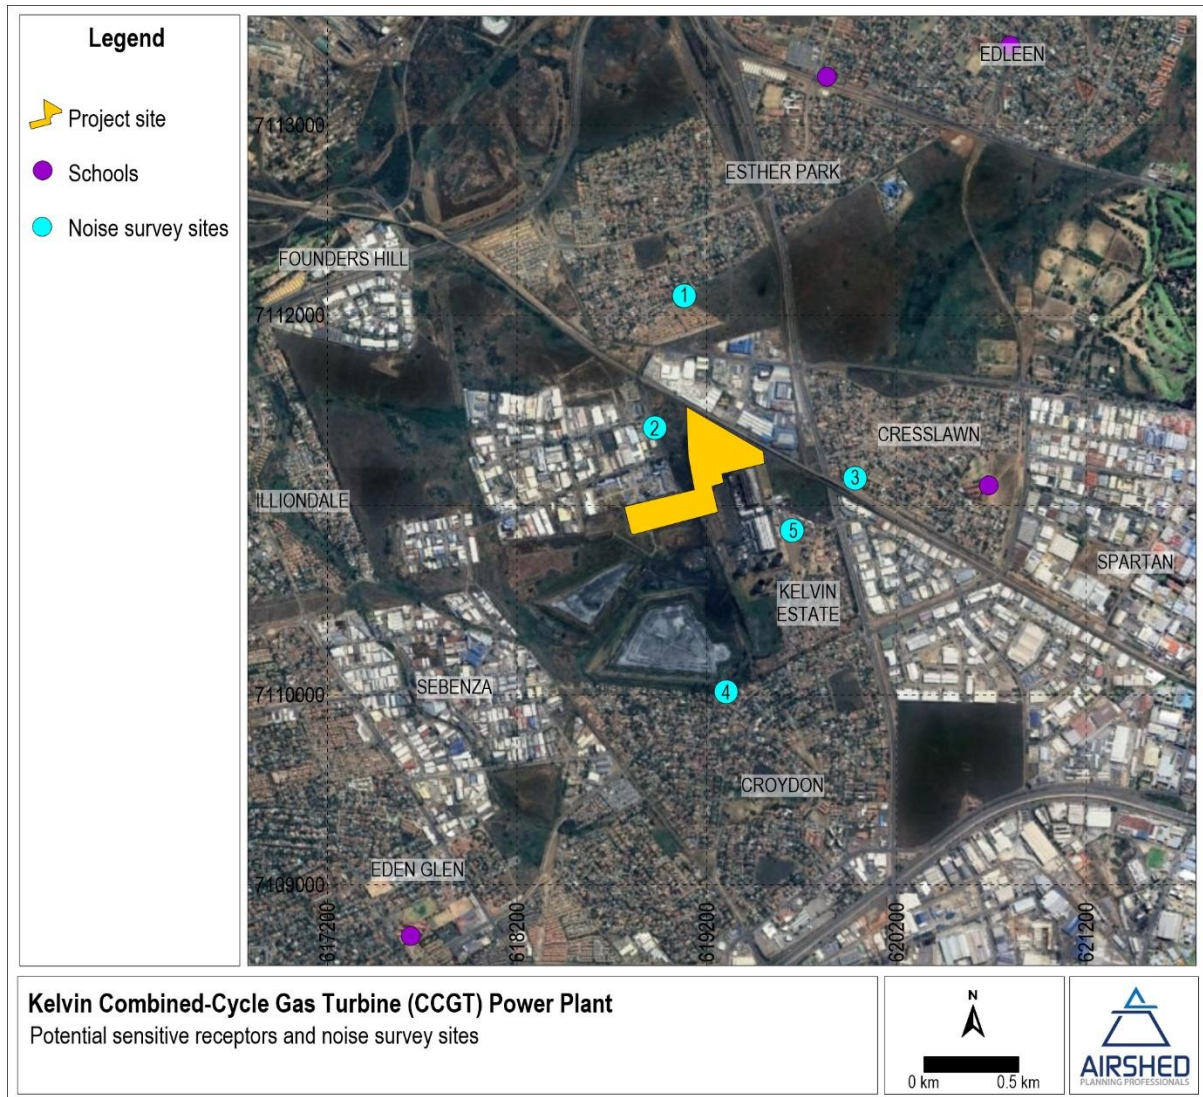 Legend
Project site
Schools
Noise survey sites
EDLEEN
7113000
ESTHER PARK
FOUNDERS HILL
1
7112000
2
CRESSLAWN
3
ILLIONDALE
5
SPARTAN
KELVIN
ESTATE
SEBENZA
4
7110000
CROYDON
EDEN GLEN
7109000
617200
618200
619200
620200
621200
Kelvin Combined-Cycle Gas Turbine (CCGT) Power Plant
Potential sensitive receptors and noise survey sites
N
0 km
0.5 km
AIRSHED
PLANNING PROFESSIONALS